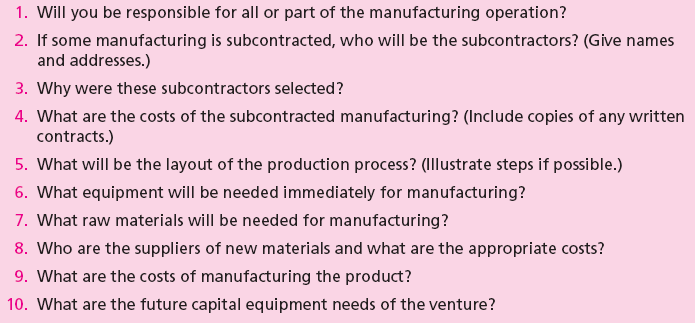 1. Will you be responsible for all or part of the manufacturing operation?
2. If some manufacturing is subcontracted, who will be the subcontractors? (Give names
and addresses.)
3. Why were these subcontractors selected?
4. What are the costs of the subcontracted manufacturing? (Include copies of any written
contracts.)
5. What will be the layout of the production process? (Illustrate steps if possible.)
6. What equipment will be needed immediately for manufacturing?
7. What raw materials will be needed for manufacturing?
8. Who are the suppliers of new materials and what are the appropriate costs?
9. What are the costs of manufacturing the product?
10. What are the future capital equipment needs of the venture?